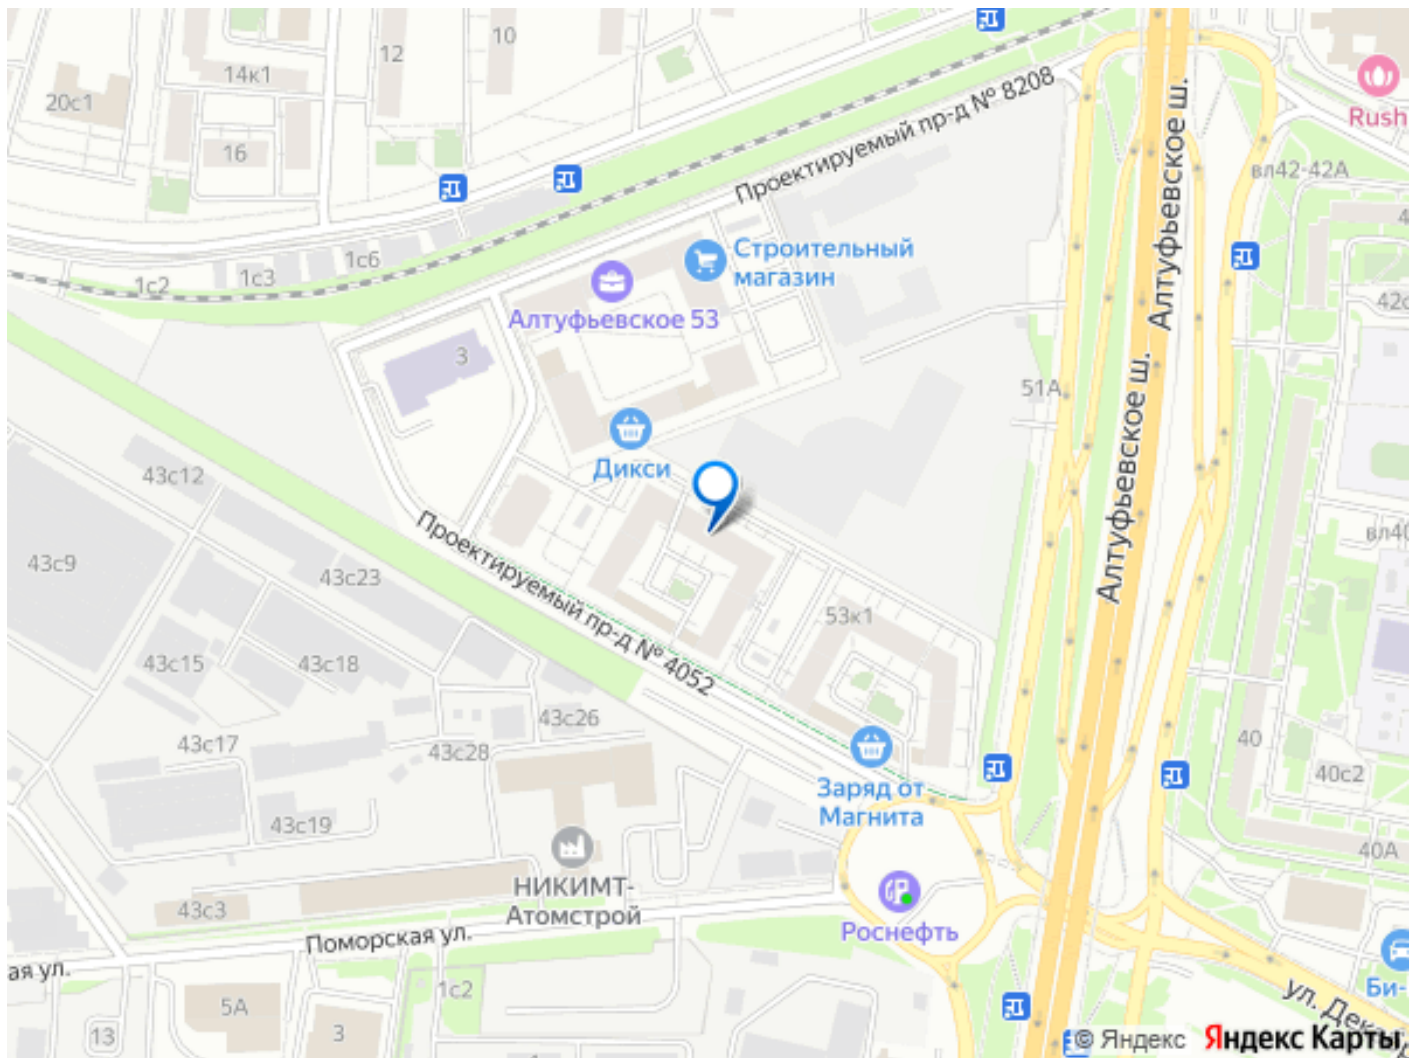 12
10
14к1
20с1
16
Проектируемый пр-д № 8208
Алтуфьевское ш.
Rush
вл42-42А
Строительный
магазин
1с6
1с3
1с2
Алтуфьевское 53
3
51А
Алтуфьевское ш.
Дикси
43с12
Проектируемый пр-д № 4052
43с9
43с23
53к1
43с15
43с18
43с26
43с17
43с28
40
40с2
Заряд от
Магнита
43с19
40А
НИКИМТ-
Атомстрой
43с3
Роснефть
Поморская ул.
ая ул.
1с2
5А
3
13
Би-
ул. Дека
© Яндекс
Яндекс Карты